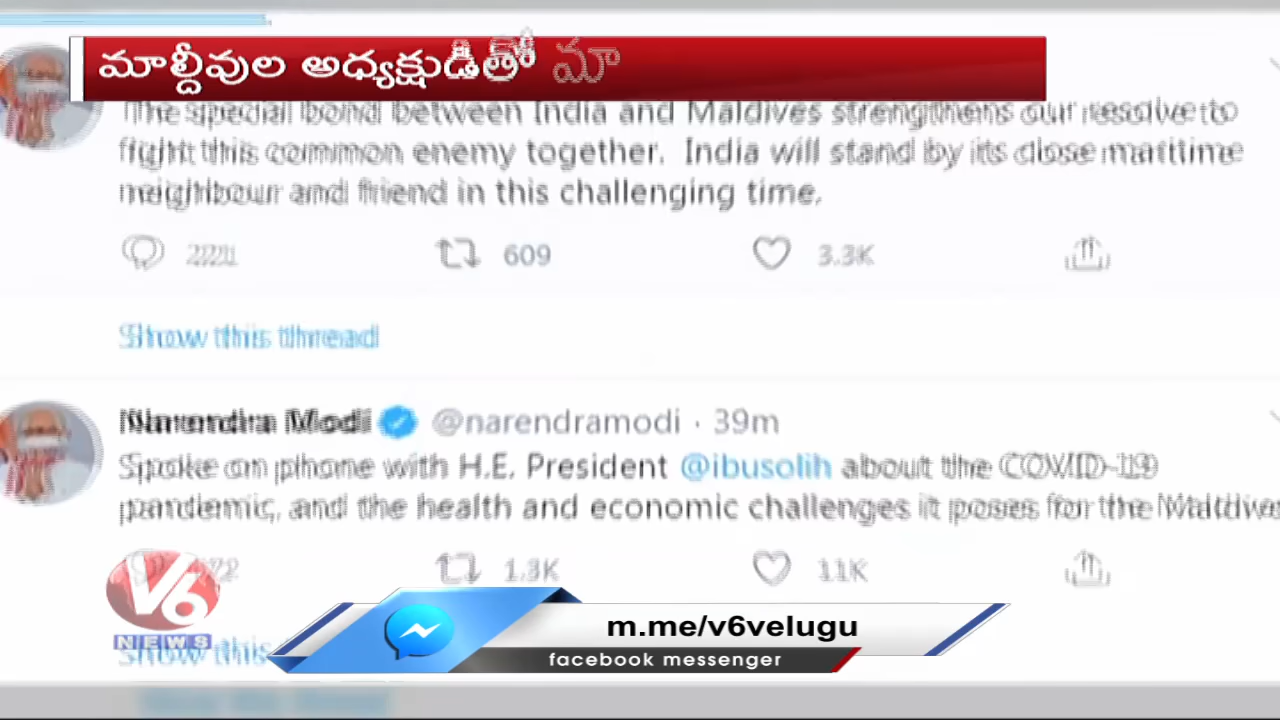 మాల్దీవుల అధ్యక్షుడితో మా
The special bond between India and Maldives strengthens our resolve to
fight this common enemy together. India will stand by its close maritime
neighbour and friend in this challenging time.
609 3.3K
Show this thread
Narendra Modi @narendramodi · 39m
Spoke on phone with H.E. President @ibusolih about the COVID-19
pandemic, and the health and economic challenges it poses for the
1.3K 11K
V6
NEWS
Show this
m.me/v6velugu
facebook messenger